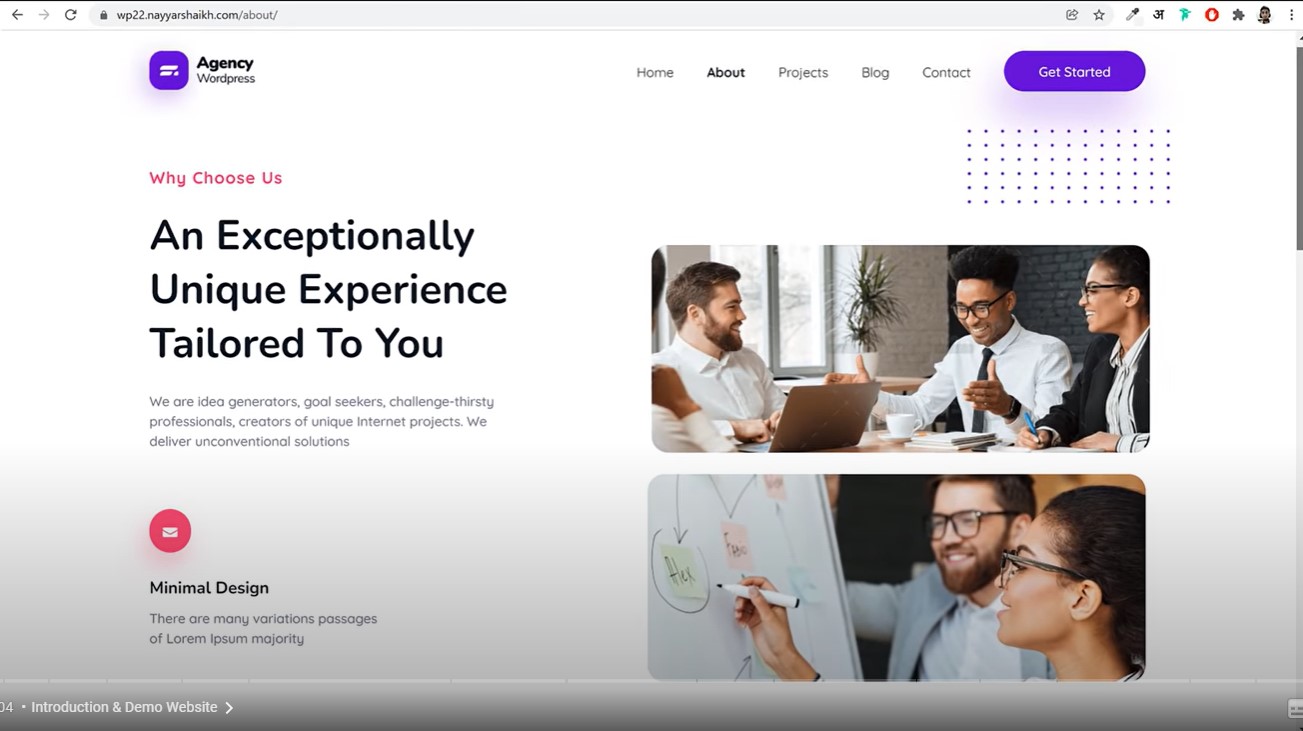 wp22.nayyarshaikh.com/about/
अ
Agency
Wordpress
Home About Projects Blog Contact Get Started
Why Choose Us
An Exceptionally
Unique Experience
Tailored To You
We are idea generators, goal seekers, challenge-thirsty
professionals, creators of unique Internet projects. We
deliver unconventional solutions
Alex
Minimal Design
There are many variations passages
of Lorem Ipsum majority
04 • Introduction & Demo Website